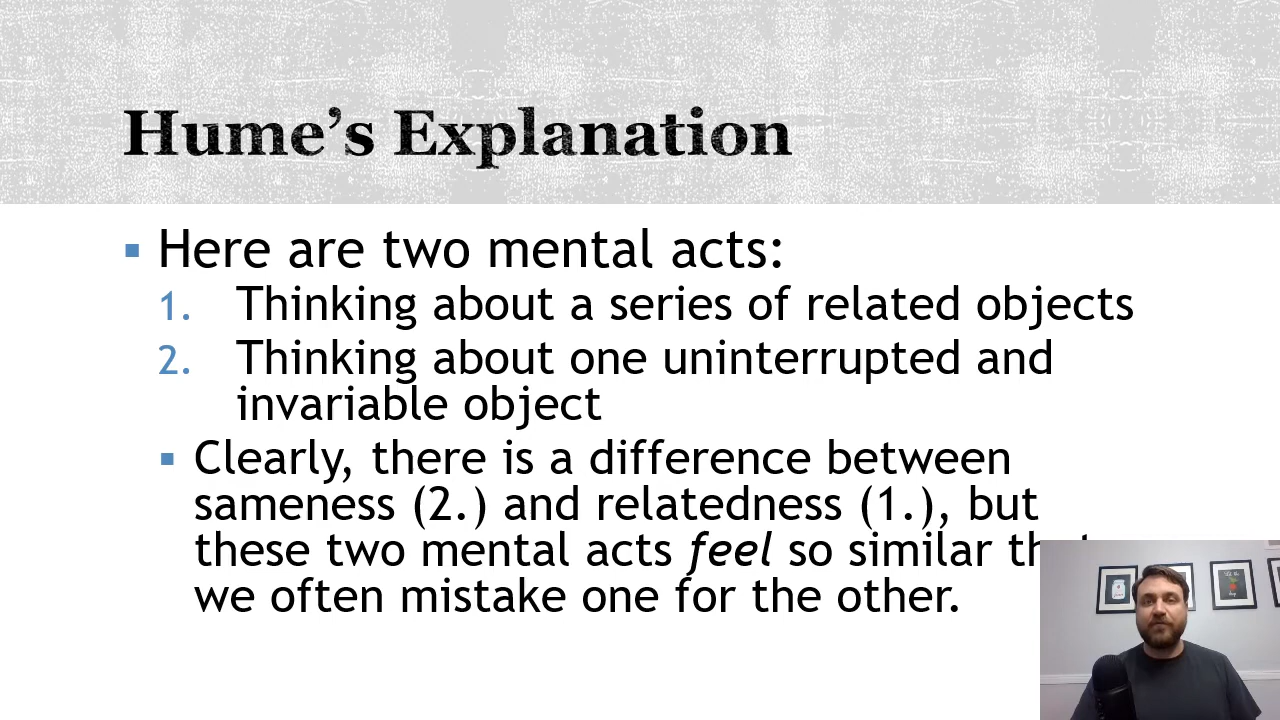 Hume's Explanation
▪ Here are two mental acts:
1. Thinking about a series of related objects
2. Thinking about one uninterrupted and
invariable object
▪ Clearly, there is a difference between
sameness (2.) and relatedness (1.), but
these two mental acts feel so similar that
we often mistake one for the other.